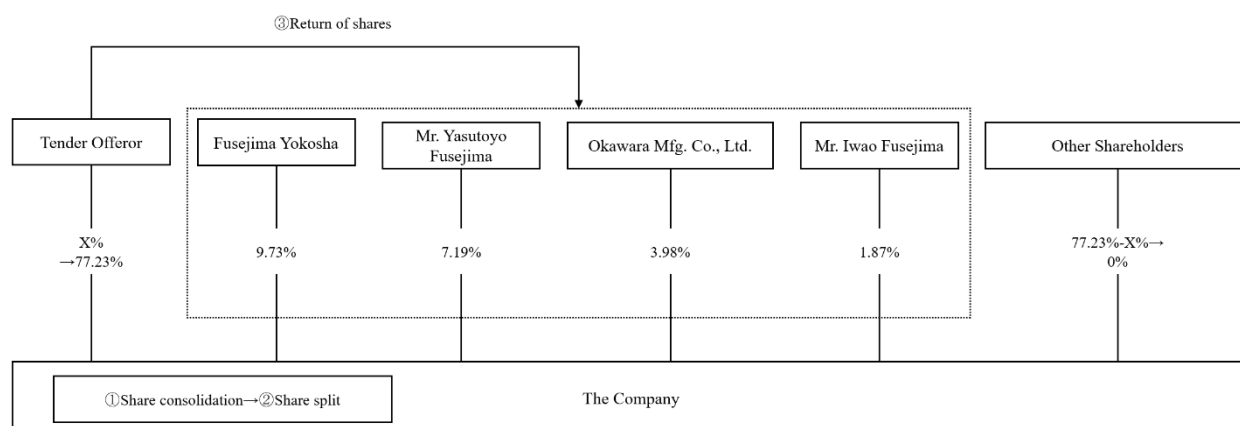 ③Return of shares
Tender Offeror
Fusejima Yokosha
Mr. Yasutoyo
Fusejima
Okawara Mfg. Co., Ltd.
Mr. Iwao Fusejima
Other Shareholders
X%
→77.23%
9.73%
7.19%
3.98%
1.87%
77.23%-X%→
0%
①Share consolidation→②Share split
The Company